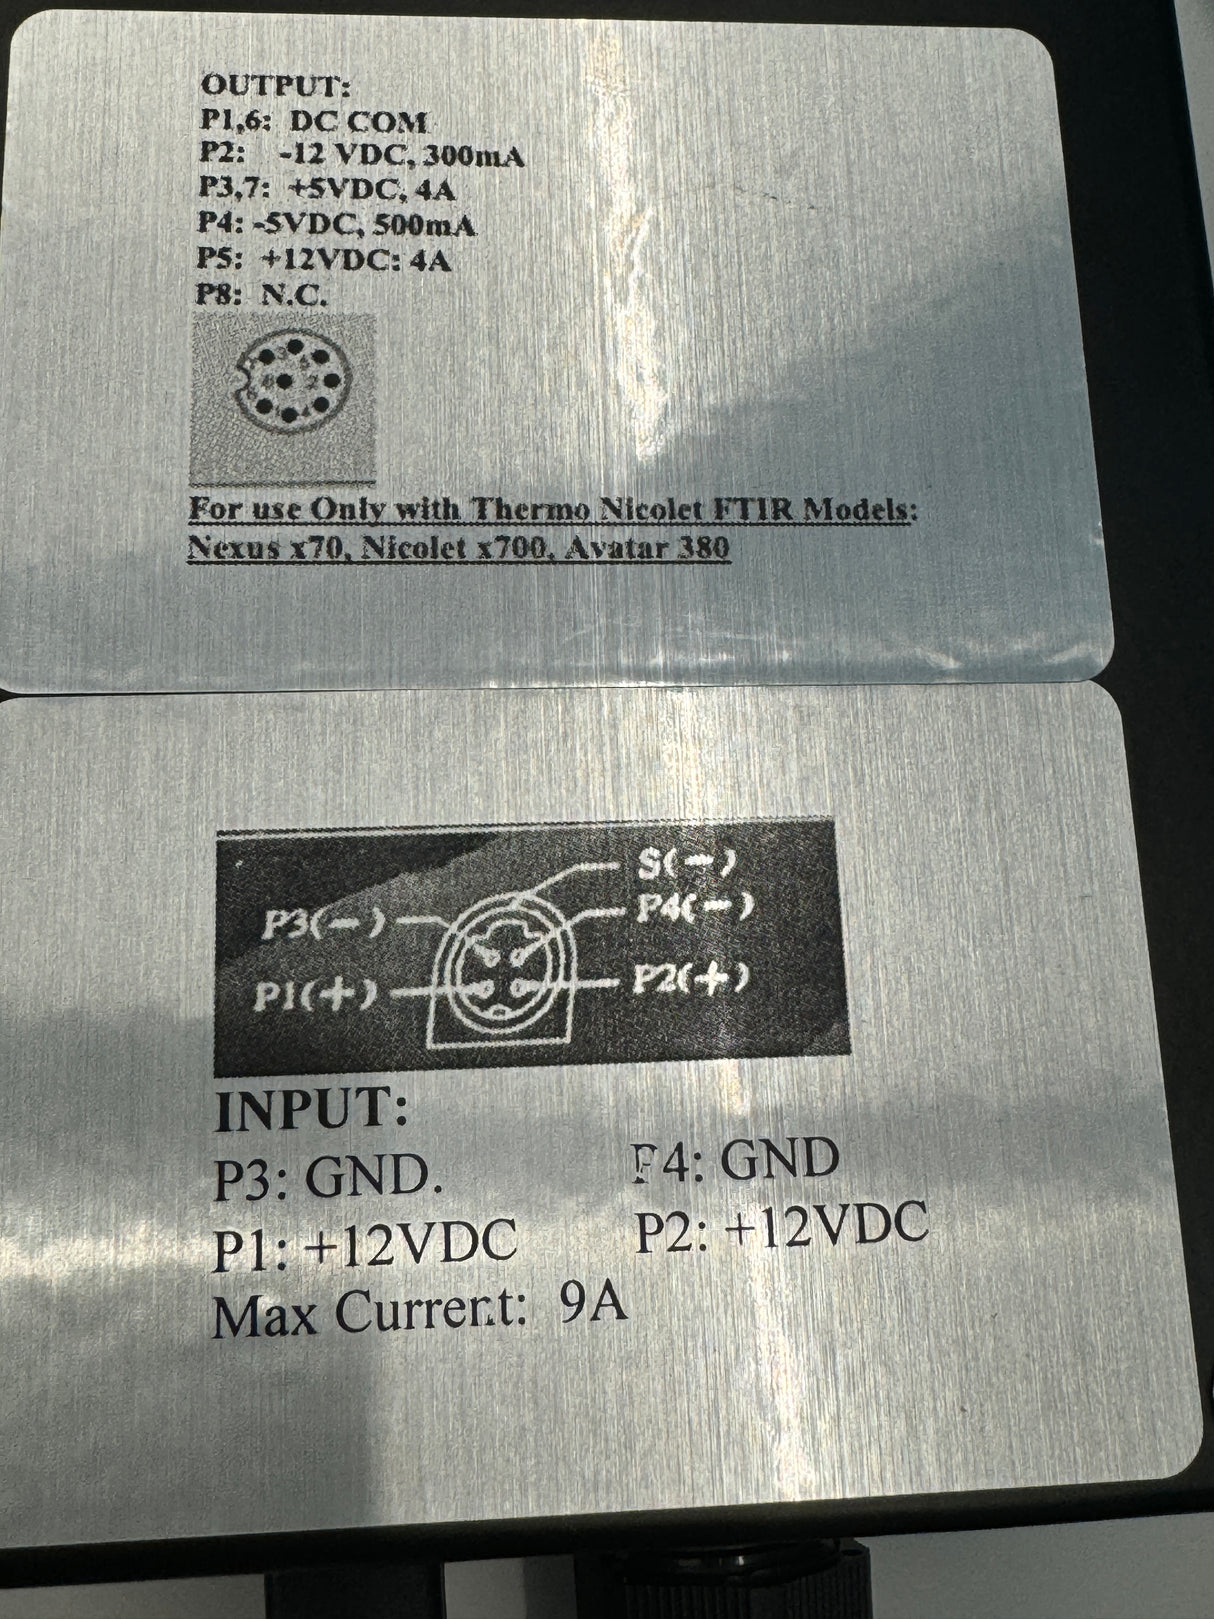 OUTPUT:
P1,6: DC COM
P2: -12 VDC, 300mA
P3,7: +5VDC, 4A
P4: -5VDC, 500mA
P5: +12VDC: 4A
P8: N.C.
For use Only with Thermo Nicolet FTIR Models:
Nexus x70, Nicolet x700, Avatar 380
S(-)
P3(-) P4(-)
P1(+) P2(+)
INPUT:
P3: GND. P4: GND
P1: +12VDC P2: +12VDC
Max Current: 9A